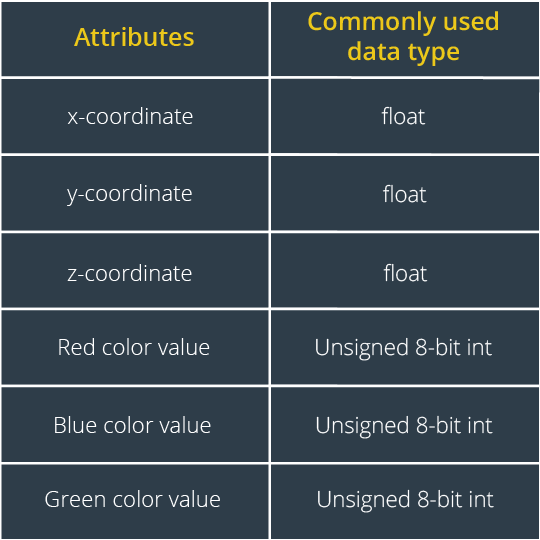 Attributes
Commonly used
data type
x-coordinate
float
y-coordinate
float
z-coordinate
float
Red color value
Unsigned 8-bit int
Blue color value
Unsigned 8-bit int
Green color value
Unsigned 8-bit int